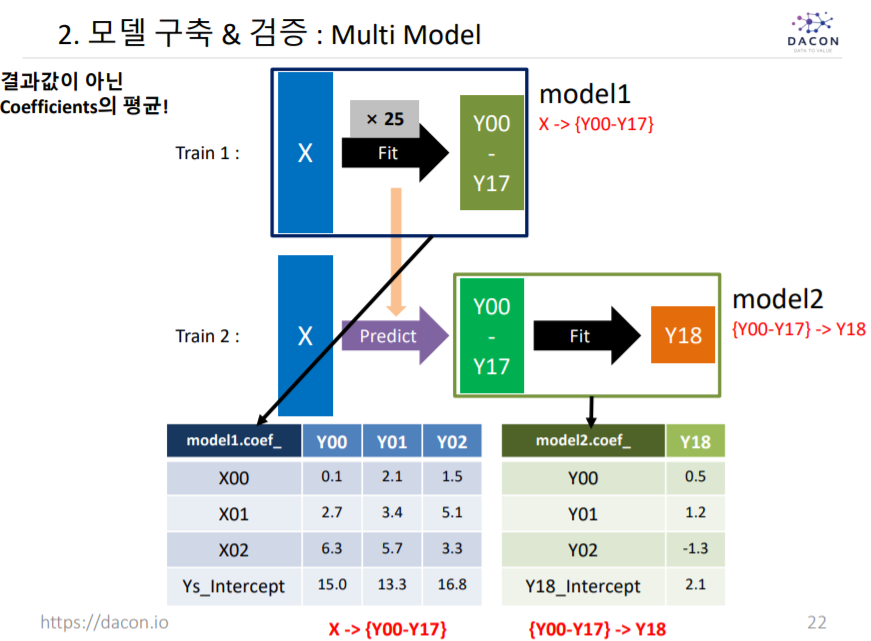 2. 모델 구축 & 검증 : Multi Model
DACON
DATA TO VALUE
결과값이 아닌
Coefficients의 평균!
model1
X -> {Y00-Y17}
Train 1 :
X
× 25
Fit
Y00
-
Y17
model2
{Y00-Y17} -> Y18
Train 2 :
X
Predict
Y00
-
Y17
Fit
Y18
model1.coef_ Y00 Y01 Y02
X00 0.1 2.1 1.5
X01 2.7 3.4 5.1
X02 6.3 5.7 3.3
Ys_Intercept 15.0 13.3 16.8
model2.coef_ Y18
Y00 0.5
Y01 1.2
Y02 -1.3
Y18_Intercept 2.1
X -> {Y00-Y17}
{Y00-Y17} -> Y18
https://dacon.io
22